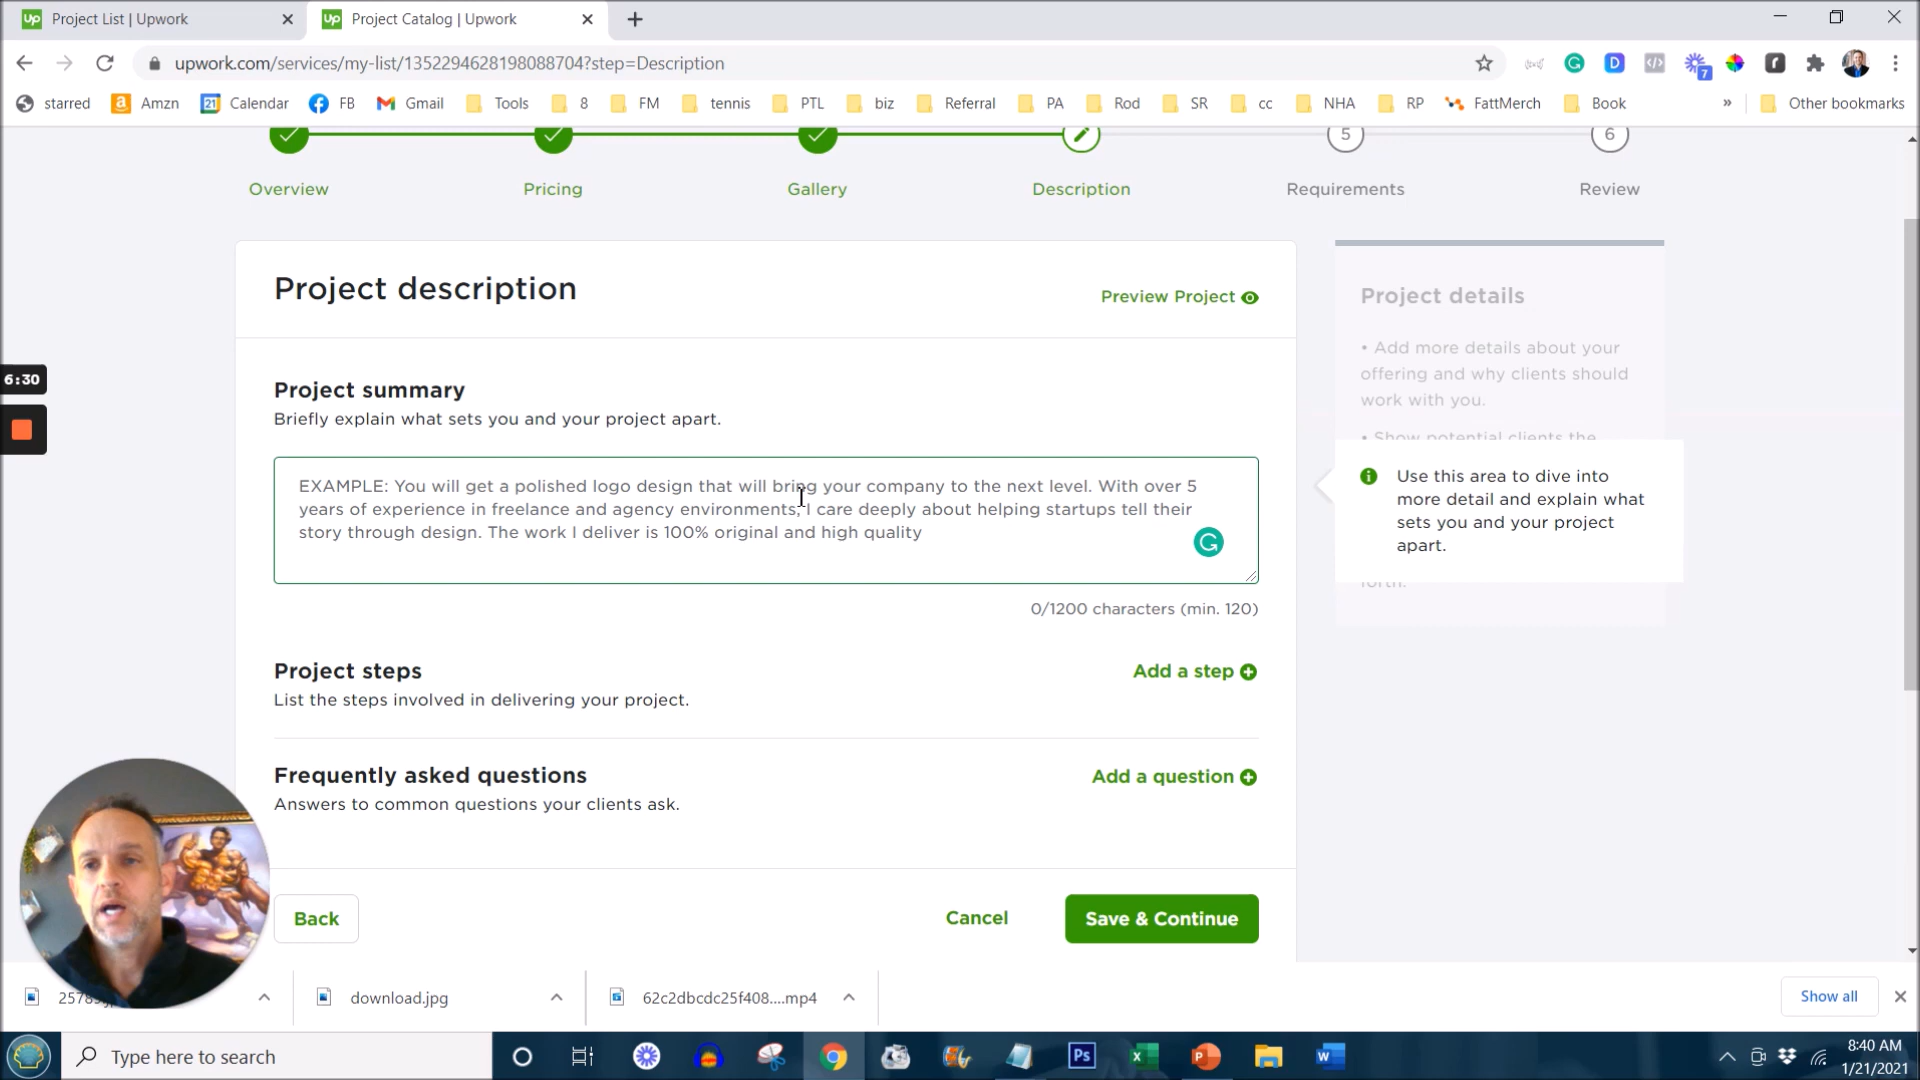 Project List | Upwork
Project Catalog | Upwork
upwork.com/services/my-list/1352294628198088704?step=Description
starred
Amzn
Calendar
FB
Gmail
Tools
8
FM
tennis
PTL
biz
Referral
PA
Rod
SR
cc
NHA
RP
FattMerch
Book
»
Other bookmarks
5
6
Overview
Pricing
Gallery
Description
Requirements
Review
Project description
Preview Project
Project summary
Briefly explain what sets you and your project apart.
EXAMPLE: You will get a polished logo design that will bring your company to the next level. With over 5
years of experience in freelance and agency environments, I care deeply about helping startups tell their
story through design. The work I deliver is 100% original and high quality
0/1200 characters (min. 120)
Project steps
Add a step
List the steps involved in delivering your project.
Frequently asked questions
Add a question
Answers to common questions your clients ask.
Back
Cancel
Save & Continue
Project details
• Add more details about your
offering and why clients should
work with you.
• Show potential clients the
Use this area to dive into
more detail and explain what
sets you and your project
apart.
forth.
6:30
download.jpg
62c2dbcdc25f408....mp4
Show all
Type here to search
8:40 AM
1/21/2021